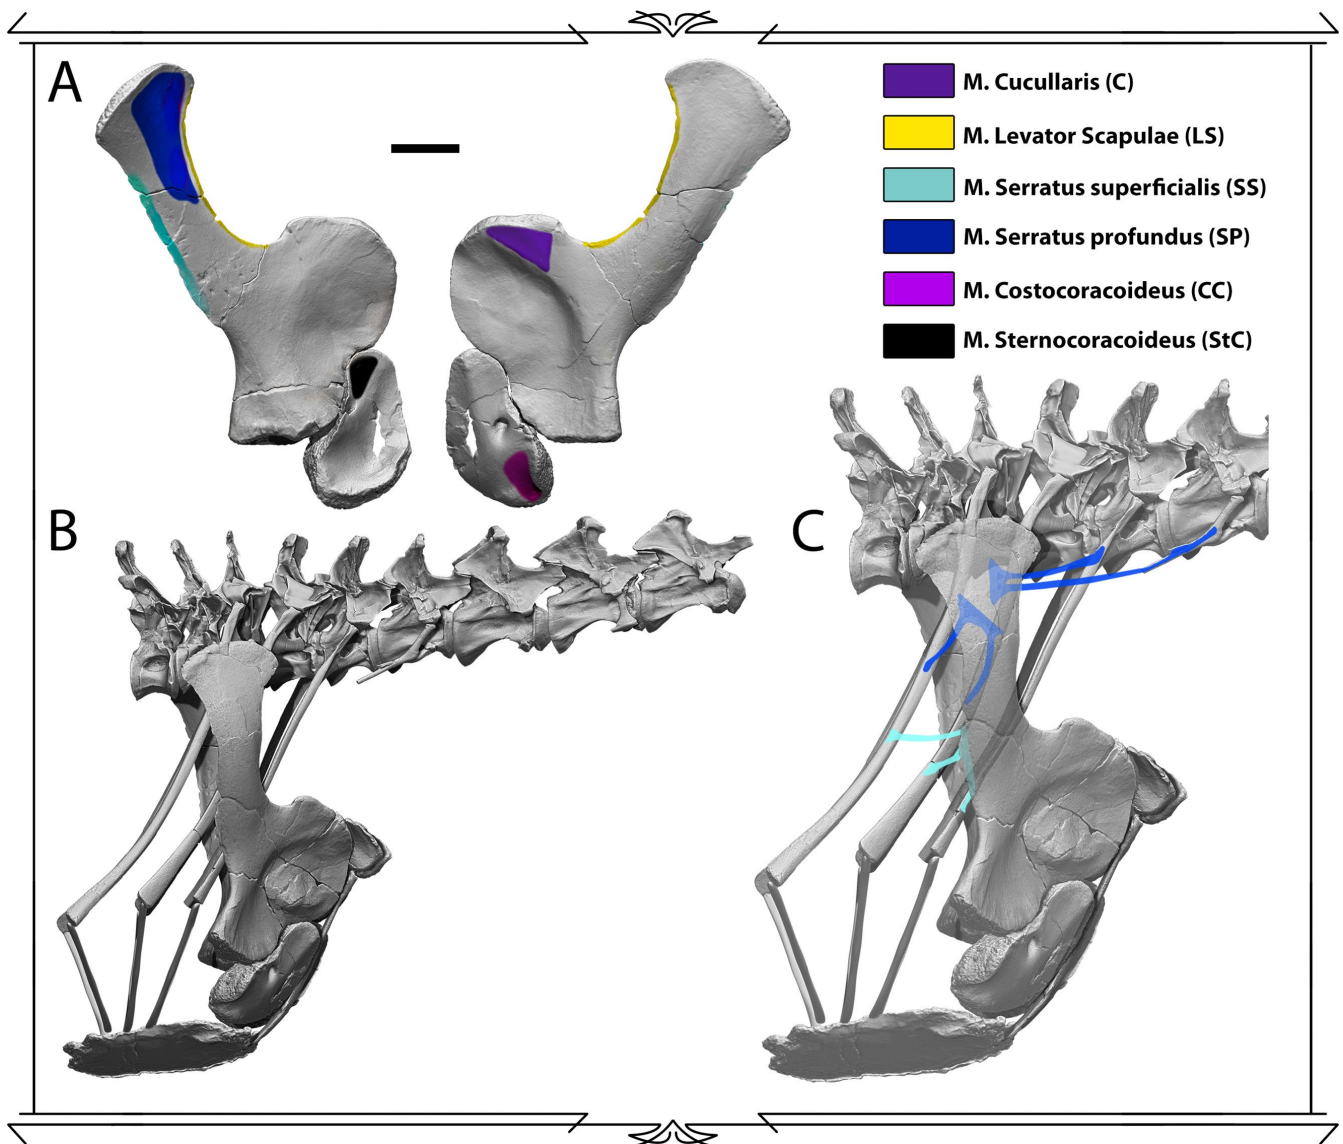 A
M. Cucullaris (C)
M. Levator Scapulae (LS)
M. Serratus superficialis (SS)
M. Serratus profundus (SP)
M. Costocoracoideus (CC)
M. Sternocoracoideus (StC)
B
C